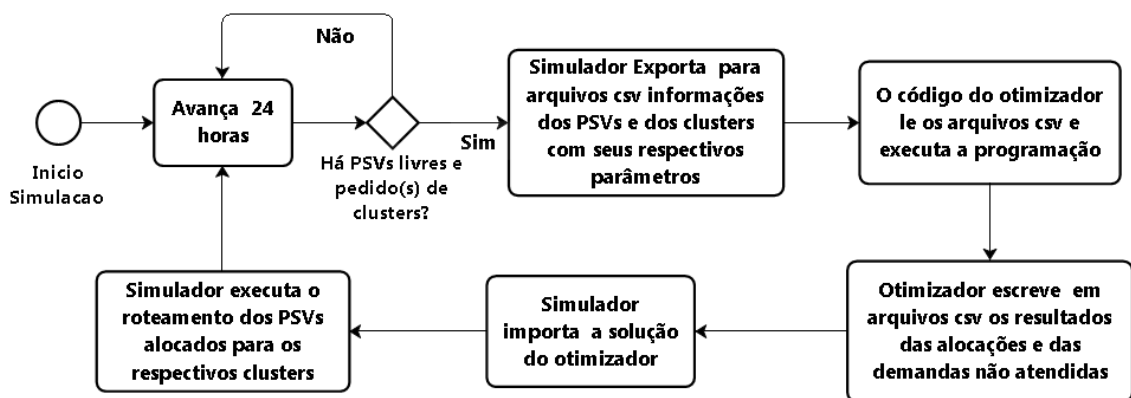 Inicio
Simulacao
Avança 24
horas
Não
Há PSVs livres e
pedido(s) de
clusters?
Sim
Simulador Exporta para
arquivos csv informações
dos PSVs e dos clusters
com seus respectivos
parâmetros
O código do otimizador
le os arquivos csv e
executa a programação
Otimizador escreve em
arquivos csv os resultados
das alocações e das
demandas não atendidas
Simulador
importa a solução
do otimizador
Simulador executa o
roteamento dos PSVs
alocados para os
respectivos clusters